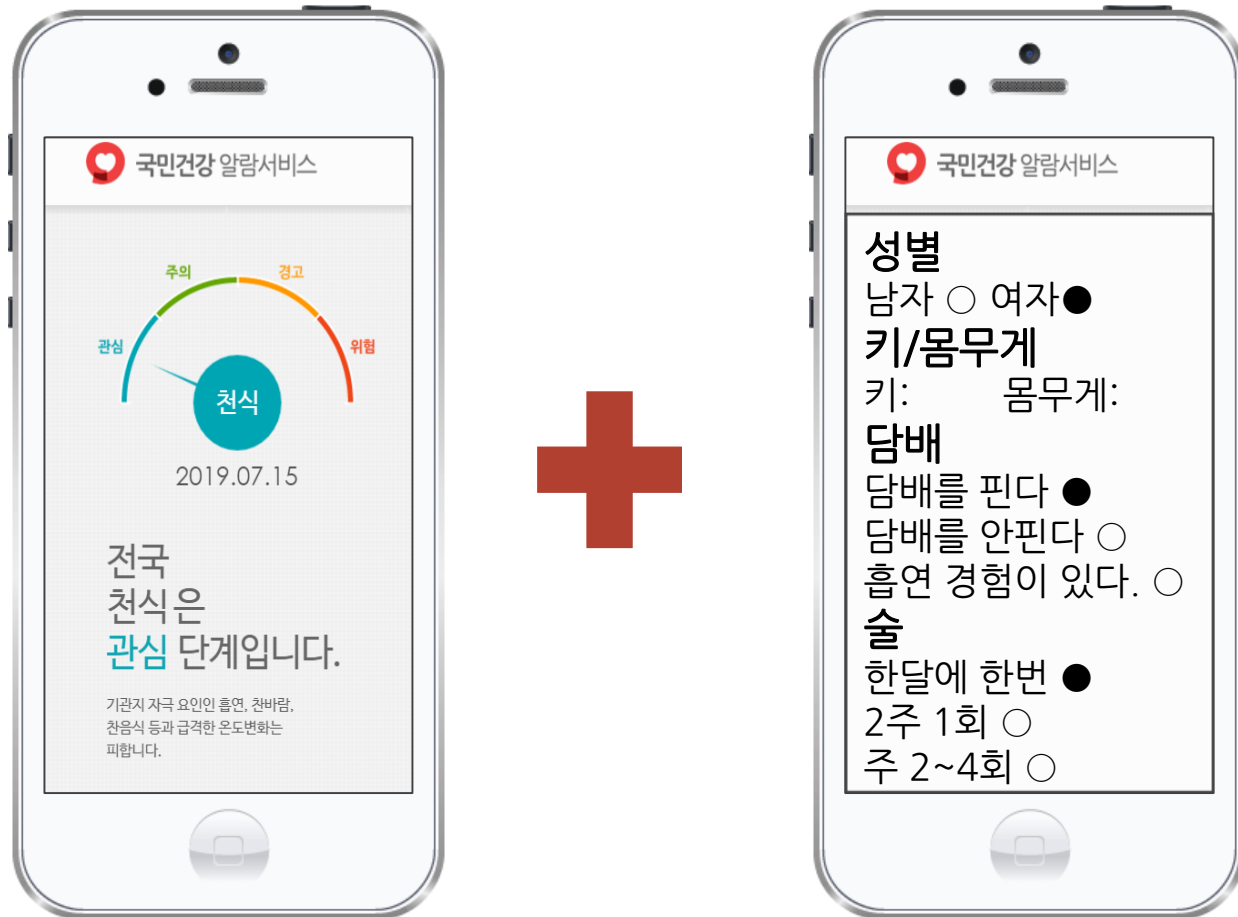 국민건강 알람서비스
주의 경고
관심 위험
천식
2019.07.15
전국
천식은
관심 단계입니다.
기관지 자극 요인인 흡연, 찬바람,
찬음식 등과 급격한 온도변화는
피합니다.
국민건강 알람서비스
성별
남자 ○ 여자●
키/몸무게
키: 몸무게:
담배
담배를 핀다 ●
담배를 안핀다 ○
흡연 경험이 있다. ○
술
한달에 한번 ●
2주 1회 ○
주 2~4회 ○